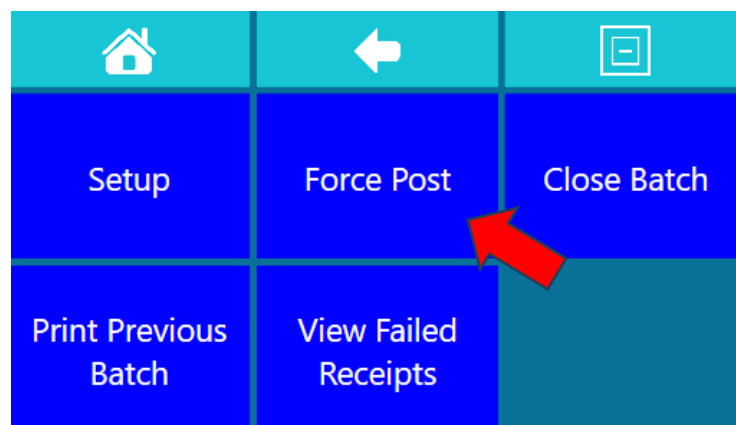 Setup
Force Post
Close Batch
Print Previous
Batch
View Failed
Receipts